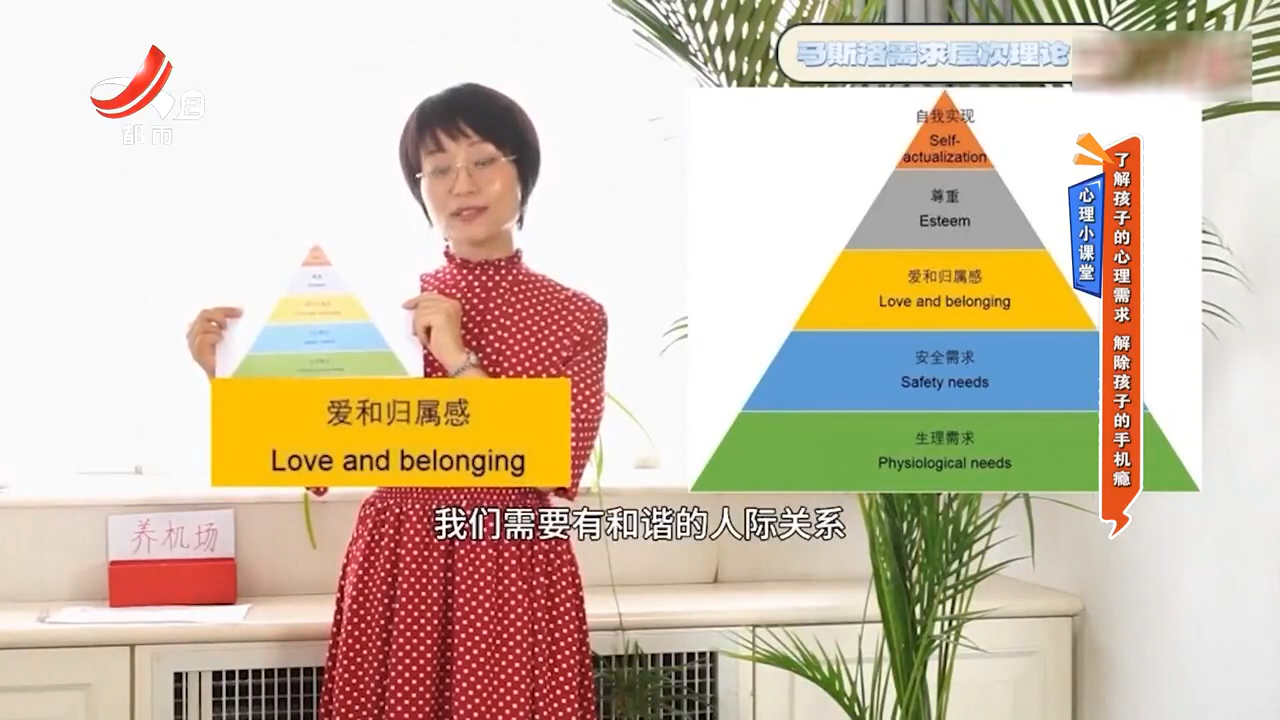 都市
马斯洛需求层次理论
自我实现
Self-
actualization
尊重
Esteem
爱和归属感
Love and belonging
安全需求
Safety needs
生理需求
Physiological needs
心理小课堂
了解孩子的心理需求 解除孩子的手机瘾
爱和归属感
Love and belonging
我们需要有和谐的人际关系
养机场